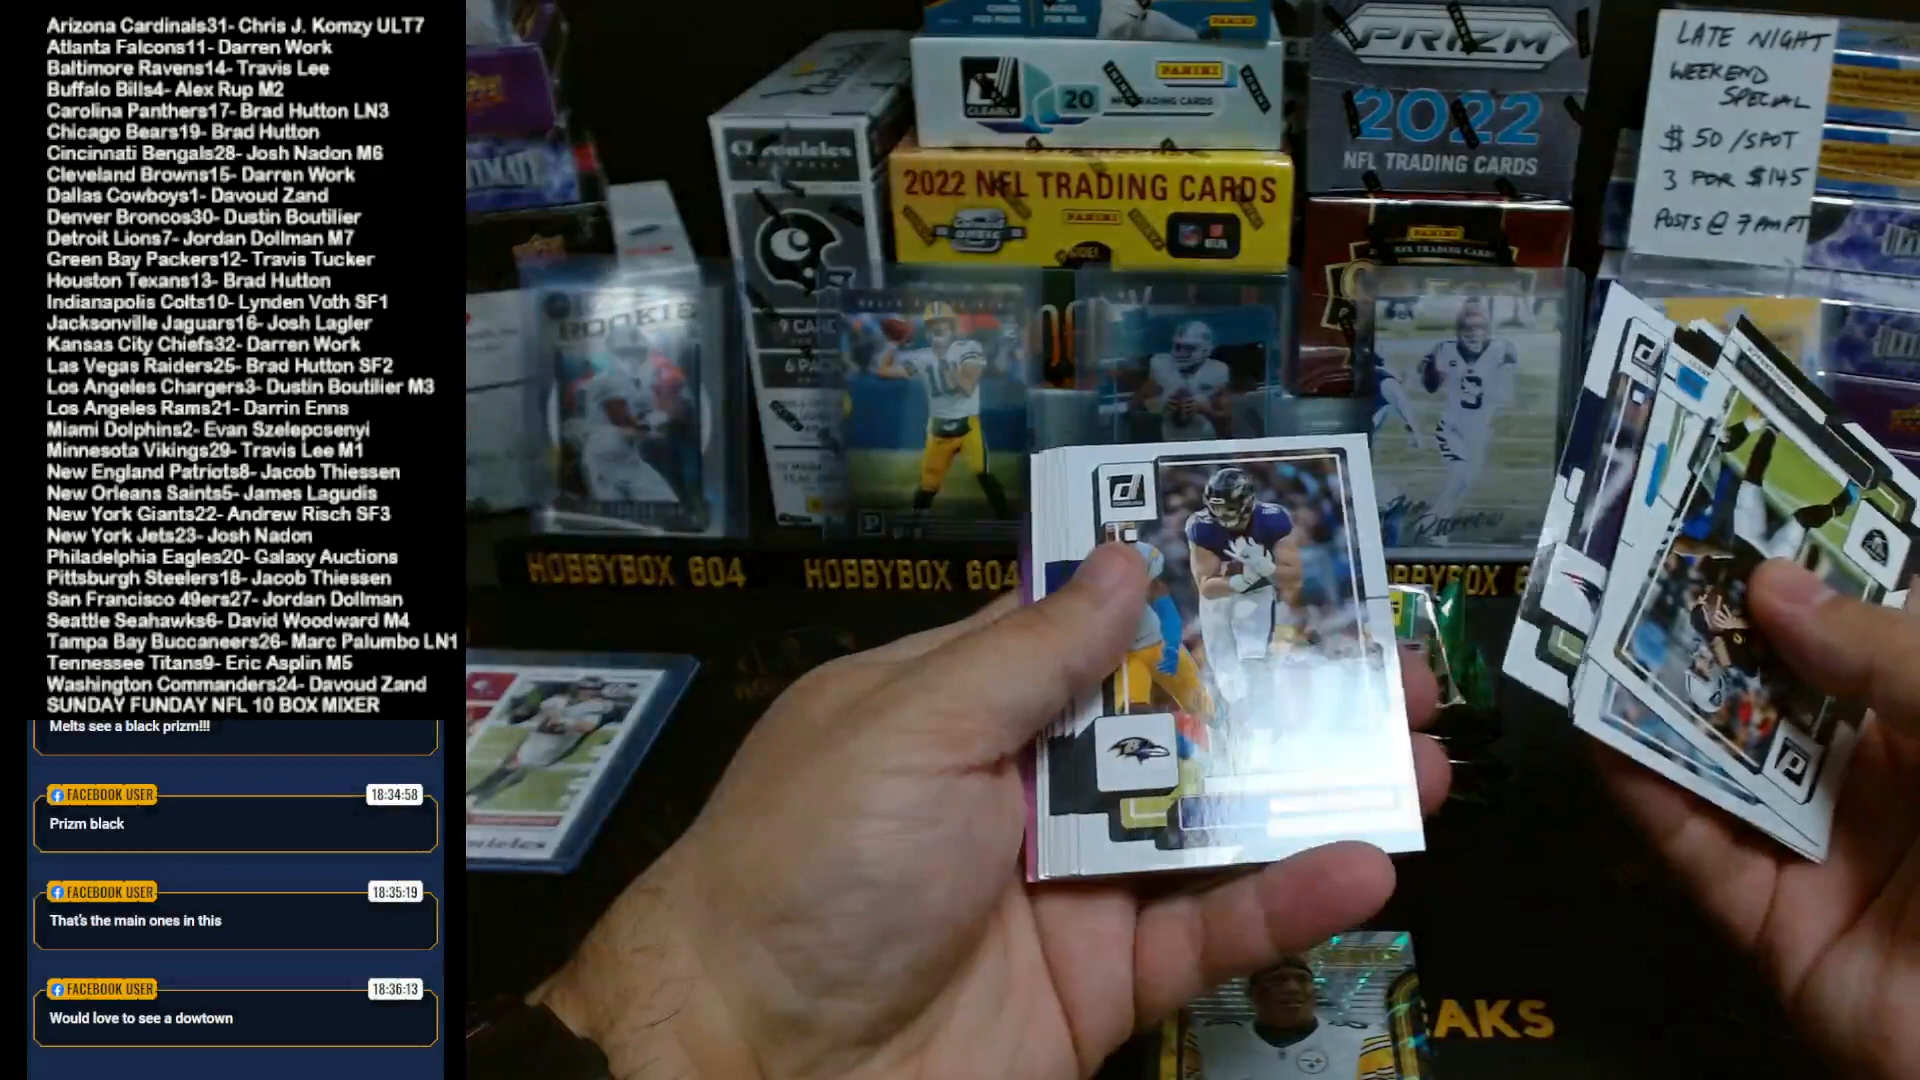 Arizona Cardinals31- Chris J. Komzy ULT7
Atlanta Falcons11- Darren Work
Baltimore Ravens14- Travis Lee
Buffalo Bills4- Alex Rup M2
Carolina Panthers17- Brad Hutton LN3
Chicago Bears19- Brad Hutton
Cincinnati Bengals28- Josh Nadon M6
Cleveland Browns15- Darren Work
Dallas Cowboys1- Davoud Zand
Denver Broncos30- Dustin Boutilier
Detroit Lions7- Jordan Dollman M7
Green Bay Packers12- Travis Tucker
Houston Texans13- Brad Hutton
Indianapolis Colts10- Lynden Voth SF1
Jacksonville Jaguars16- Josh Lagler
Kansas City Chiefs32- Darren Work
Las Vegas Raiders25- Brad Hutton SF2
Los Angeles Chargers3- Dustin Boutilier M3
Los Angeles Rams21- Darrin Enns
Miami Dolphins2- Evan Szelepcsenyi
Minnesota Vikings29- Travis Lee M1
New England Patriots8- Jacob Thiessen
New Orleans Saints5- James Lagudis
New York Giants22- Andrew Risch SF3
New York Jets23- Josh Nadon
Philadelphia Eagles20- Galaxy Auctions
Pittsburgh Steelers18- Jacob Thiessen
San Francisco 49ers27- Jordan Dollman
Seattle Seahawks6- David Woodward M4
Tampa Bay Buccaneers26- Marc Palumbo LN1
Tennessee Titans9- Eric Asplin M5
Washington Commanders24- Davoud Zand
SUNDAY FUNDAY NFL 10 BOX MIXER
Melts see a black prizm!!!
FACEBOOK USER 18:34:58
Prizm black
FACEBOOK USER 18:35:19
That's the main ones in this
FACEBOOK USER 18:36:13
Would love to see a dowtown
PANINI
CLEARLY
20 NFL TRADING CARDS
PANINI
Chronicles
2022 NFL TRADING CARDS
PANINI
NFL
PRIZM
2022
NFL TRADING CARDS
PANINI
LATE NIGHT
WEEKEND
SPECIAL
$50/SPOT
3 FOR $145
POSTS @ 7PM PT
ROOKIE
HOBBYBOX 604
HOBBYBOX 604
AKS